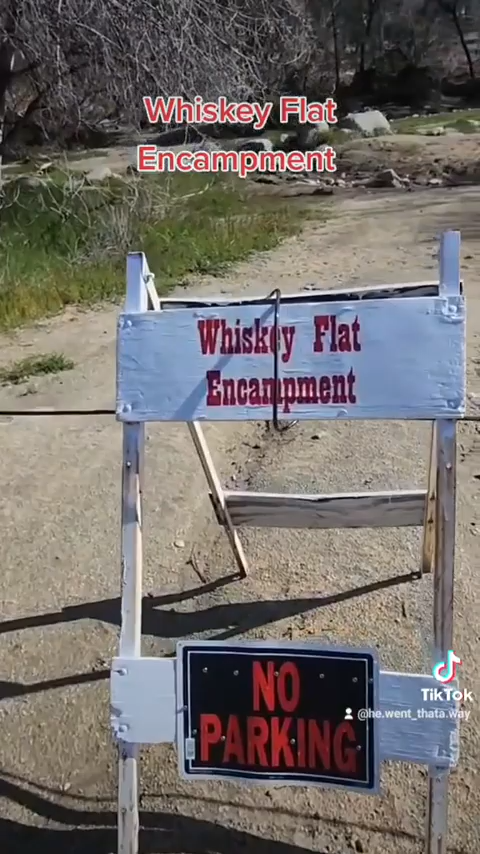 Whiskey Flat
Encampment
Whiskey Flat
Encampment
NO
PARKING
TikTok
@he.went_thata.way